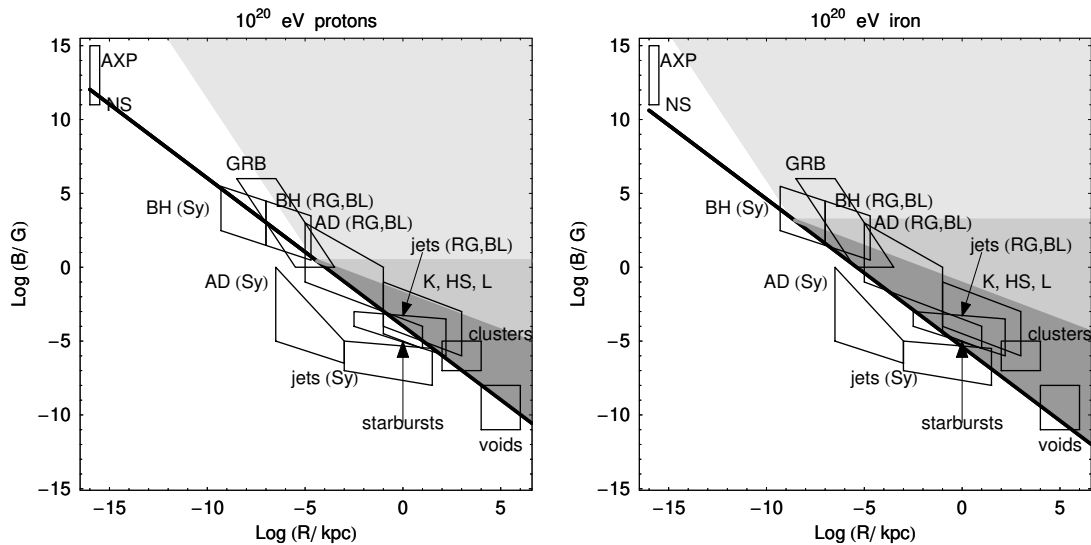 10^20 eV protons
15
10
5
0
−5
−10
−15
Log (B/ G)
AXP
NS
GRB
BH (Sy)
BH (RG,BL)
AD (RG,BL)
jets (RG,BL)
AD (Sy)
K, HS, L
clusters
jets (Sy)
starbursts
voids
−15
−10
−5
0
5
Log (R/ kpc)
10^20 eV iron
15
10
5
0
−5
−10
−15
Log (B/ G)
AXP
NS
GRB
BH (Sy)
BH (RG,BL)
AD (RG,BL)
jets (RG,BL)
AD (Sy)
K, HS, L
clusters
jets (Sy)
starbursts
voids
−15
−10
−5
0
5
Log (R/ kpc)